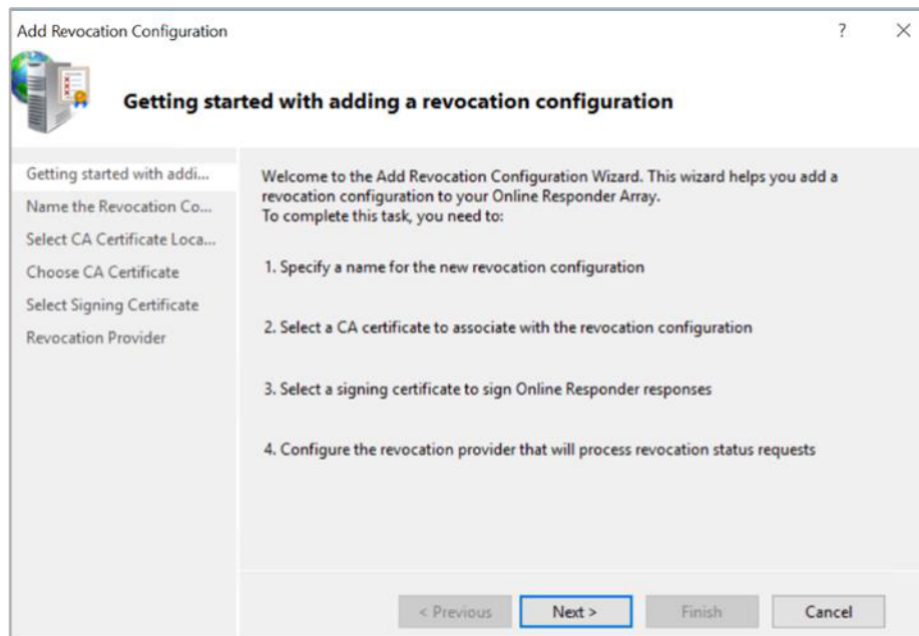 Add Revocation Configuration
?
Getting started with adding a revocation configuration
Getting started with addi...
Name the Revocation Co...
Select CA Certificate Loca...
Choose CA Certificate
Select Signing Certificate
Revocation Provider
Welcome to the Add Revocation Configuration Wizard. This wizard helps you add a
revocation configuration to your Online Responder Array.
To complete this task, you need to:
1. Specify a name for the new revocation configuration
2. Select a CA certificate to associate with the revocation configuration
3. Select a signing certificate to sign Online Responder responses
4. Configure the revocation provider that will process revocation status requests
< Previous
Next >
Finish
Cancel